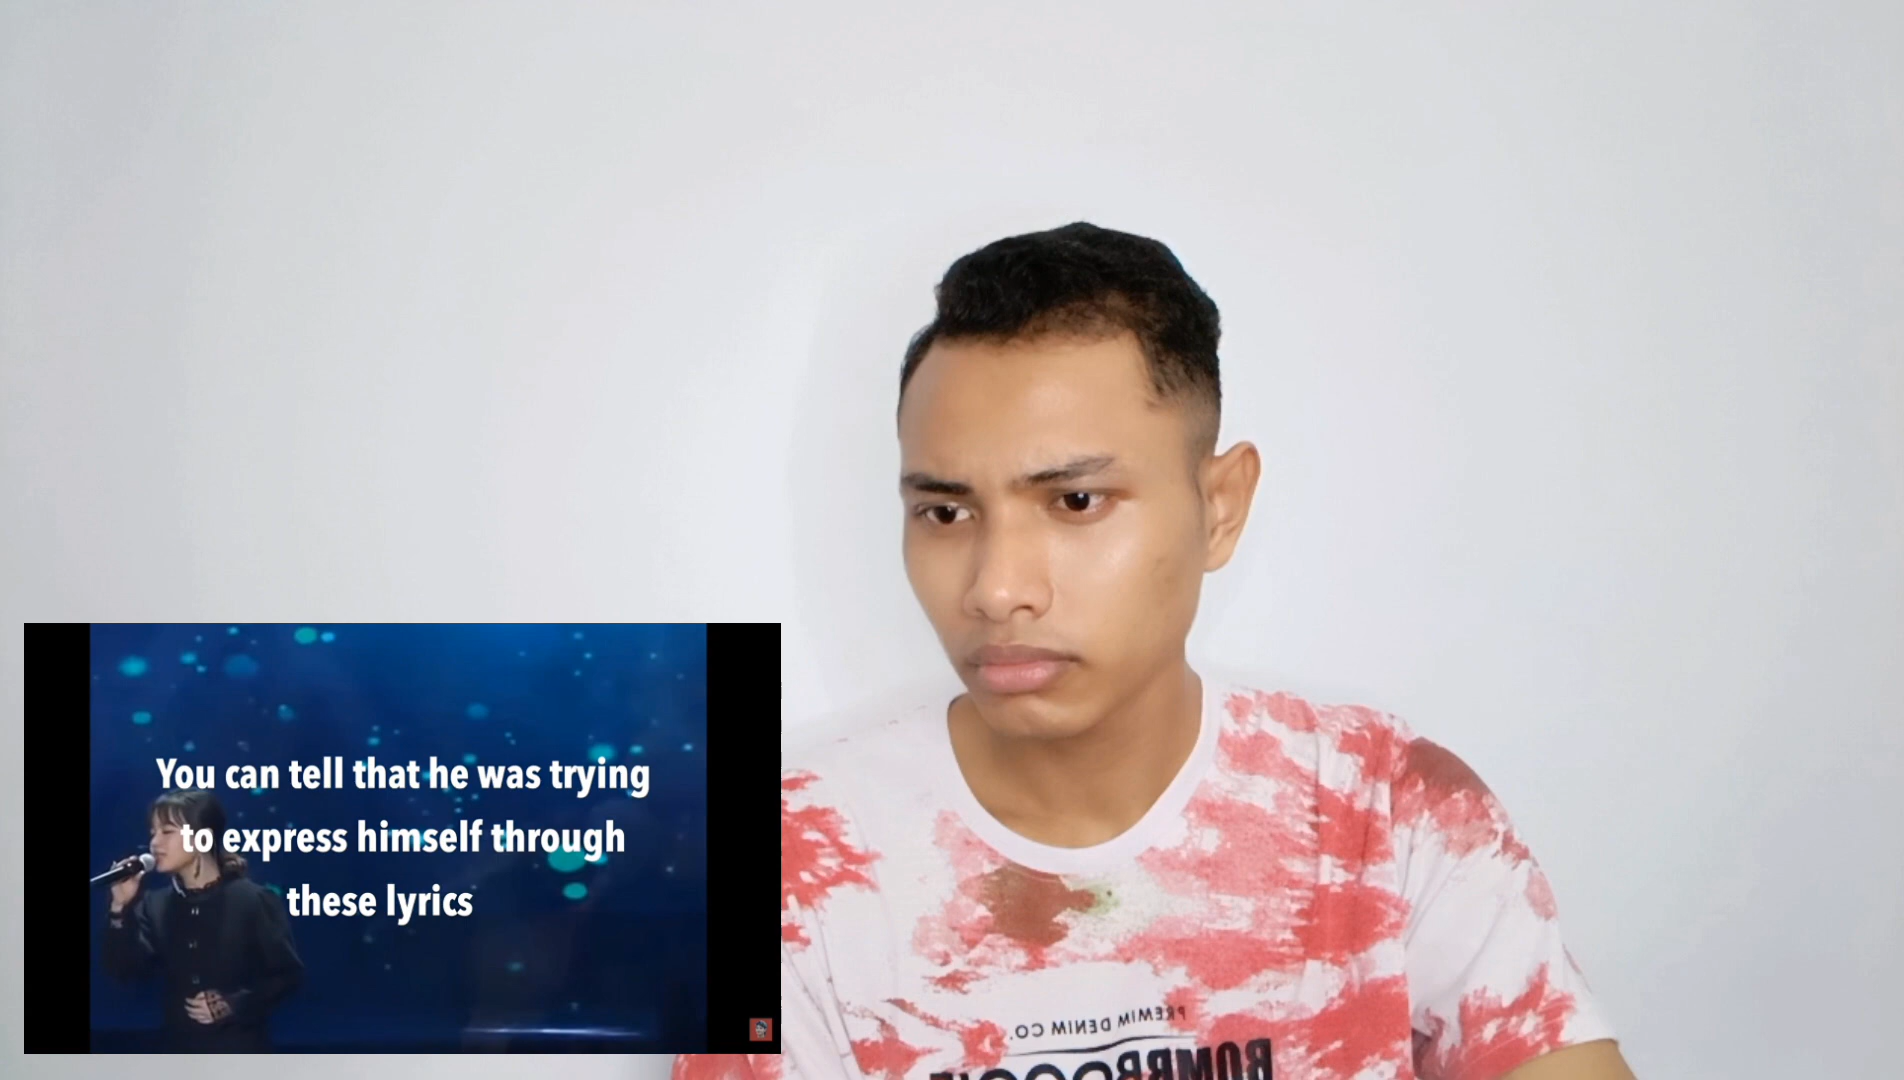 You can tell that he was trying
to express himself through
these lyrics
PREMIM DENIM CO.